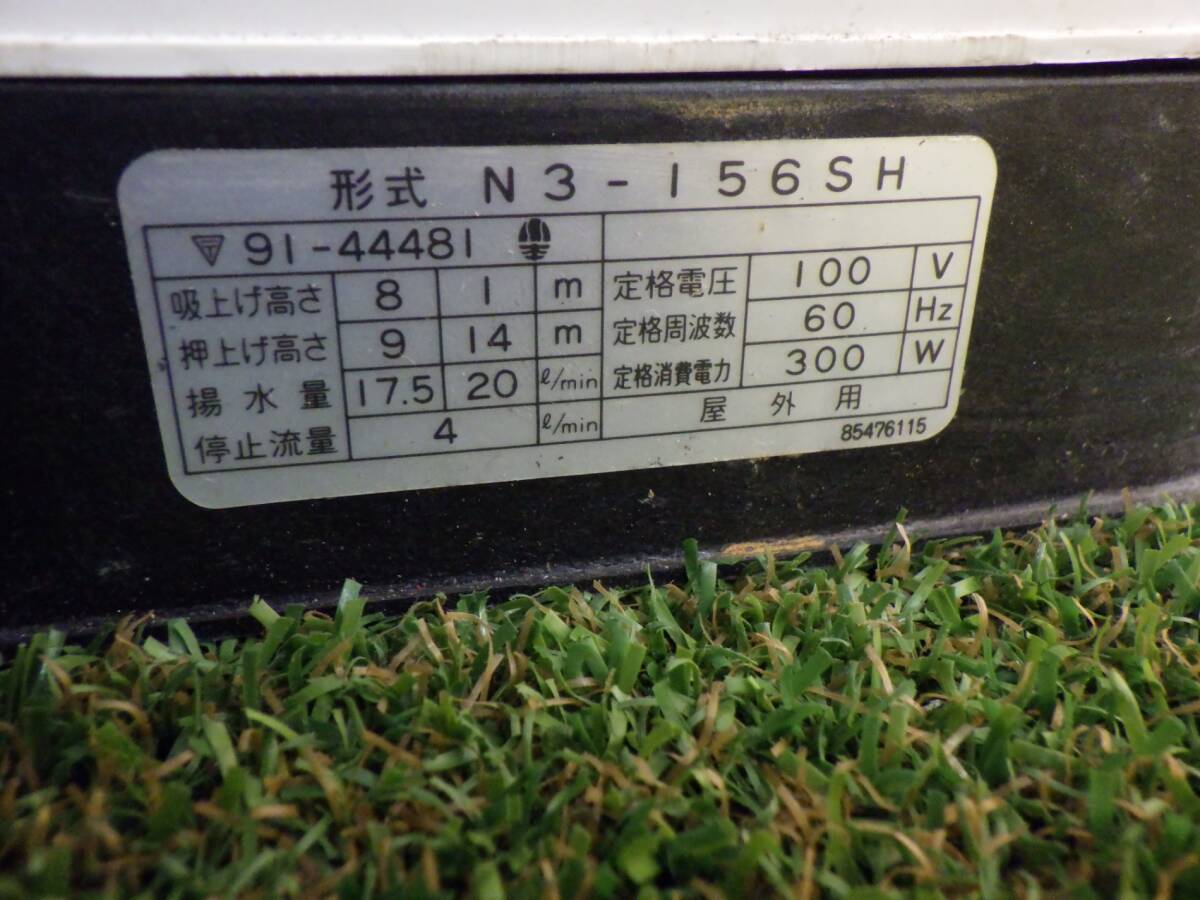 形式 N3-156SH
〒 91-44481
吸上げ高さ 8 1 m
押上げ高さ 9 14 m
揚水量 17.5 20 ℓ/min
停止流量 4 ℓ/min
定格電圧 100 V
定格周波数 60 Hz
定格消費電力 300 W
屋外用
85476115